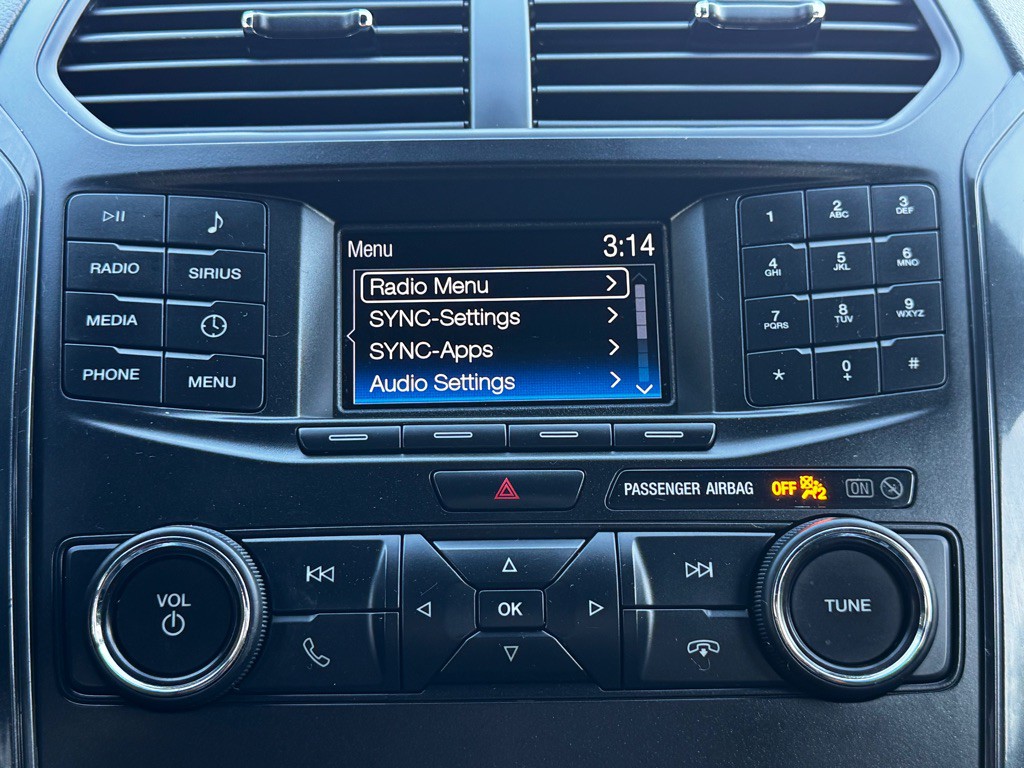 Menu 3:14
Radio Menu
SYNC-Settings
SYNC-Apps
Audio Settings
RADIO
SIRIUS
MEDIA
PHONE
MENU
1
2 ABC
3 DEF
4 GHI
5 JKL
6 MNO
7 PQRS
8 TUV
9 WXYZ
*
0 +
#
PASSENGER AIRBAG OFF 2 ON
VOL
OK
TUNE